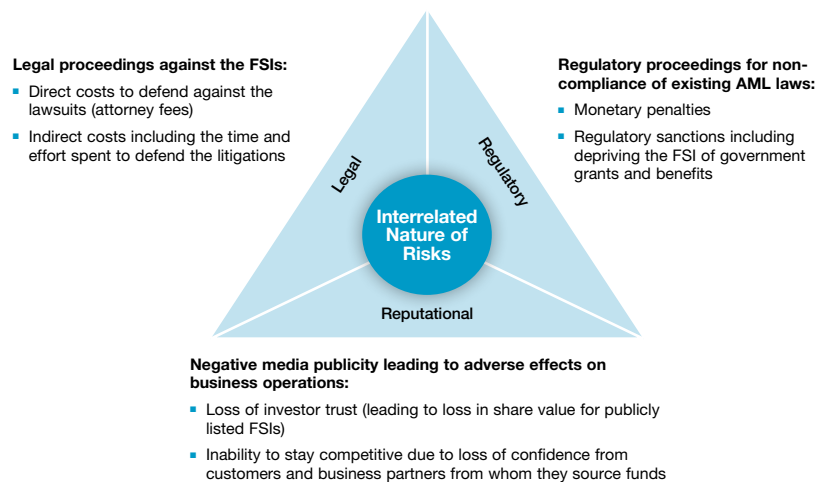 Legal proceedings against the FSIs:
■ Direct costs to defend against the
lawsuits (attorney fees)
■ Indirect costs including the time and
effort spent to defend the litigations
Regulatory proceedings for non-
compliance of existing AML laws:
■ Monetary penalties
■ Regulatory sanctions including
depriving the FSI of government
grants and benefits
Legal
Regulatory
Interrelated
Nature of
Risks
Reputational
Negative media publicity leading to adverse effects on
business operations:
■ Loss of investor trust (leading to loss in share value for publicly
listed FSIs)
■ Inability to stay competitive due to loss of confidence from
customers and business partners from whom they source funds